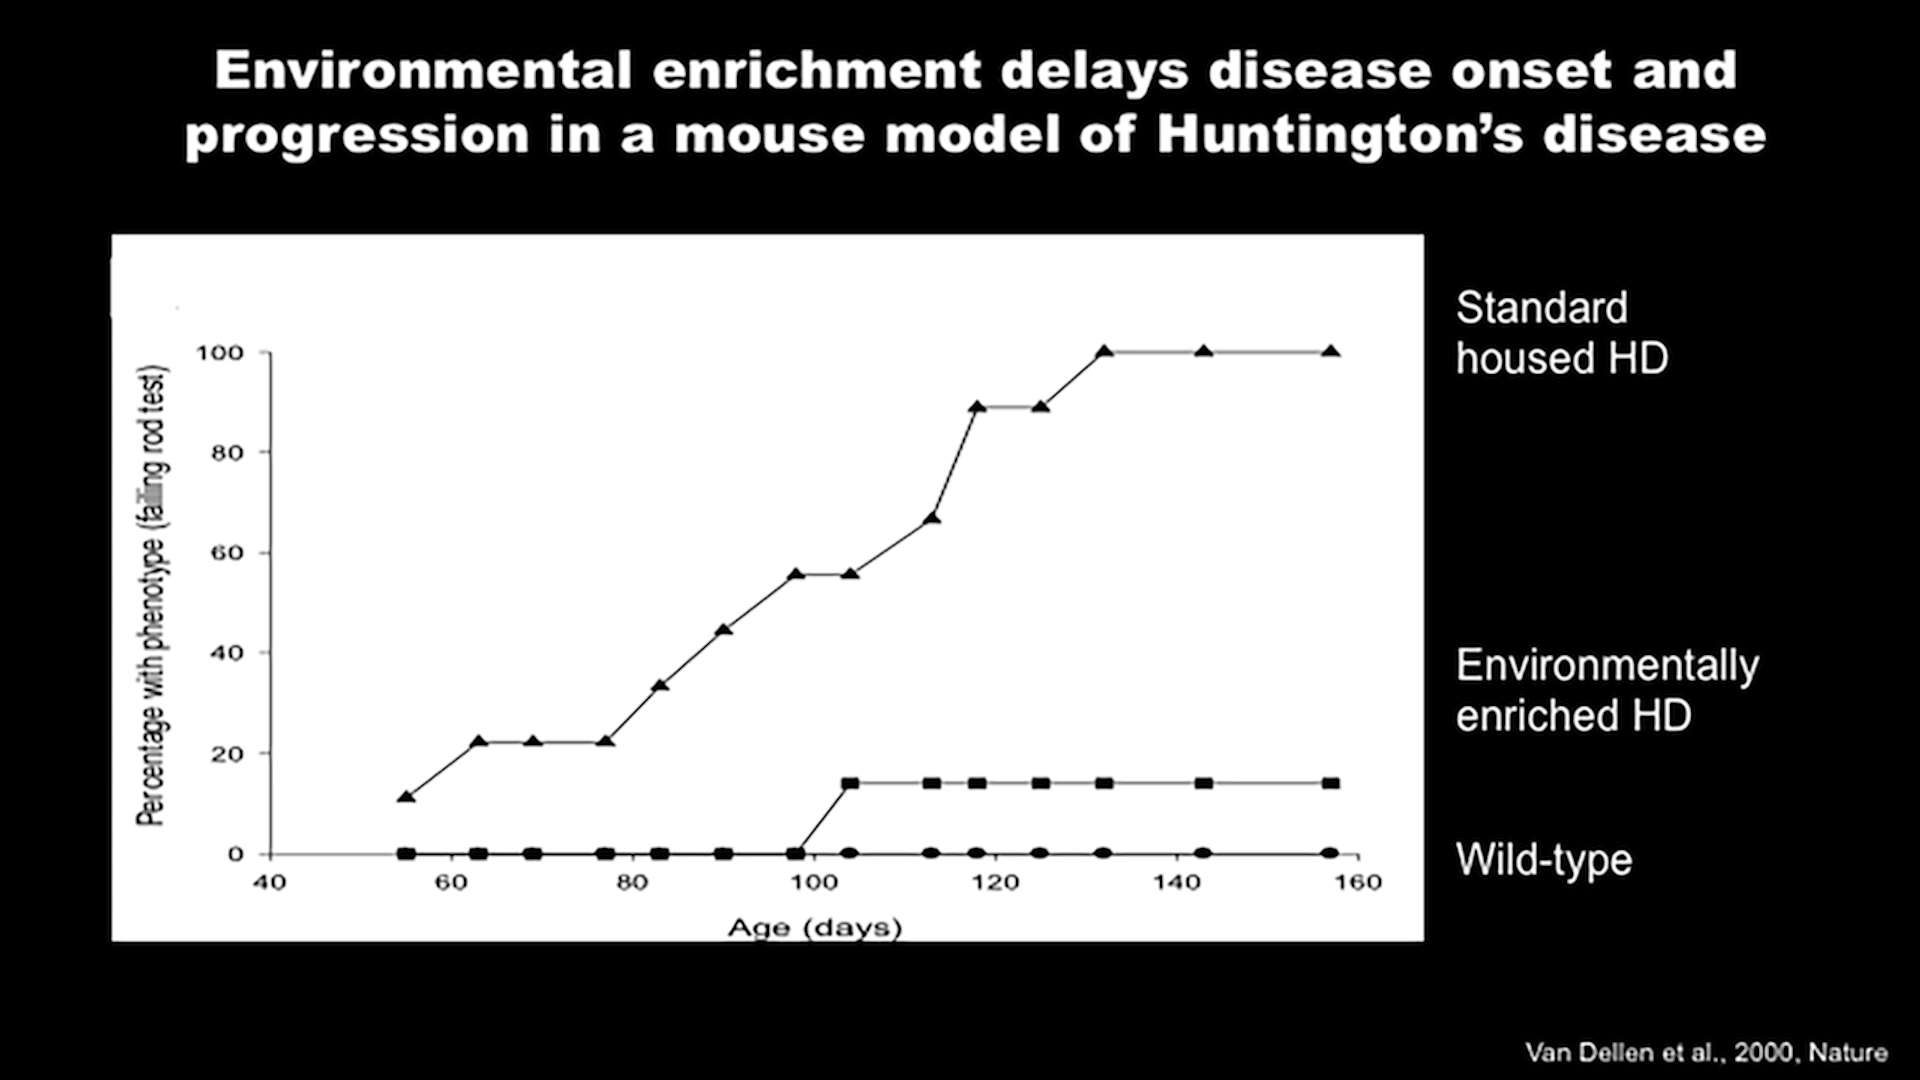 Environmental enrichment delays disease onset and
progression in a mouse model of Huntington’s disease
Percentage with phenotype (failing rod test)
100
80
60
40
20
0
40 60 80 100 120 140 160
Age (days)
Standard
housed HD
Environmentally
enriched HD
Wild-type
Van Dellen et al., 2000, Nature